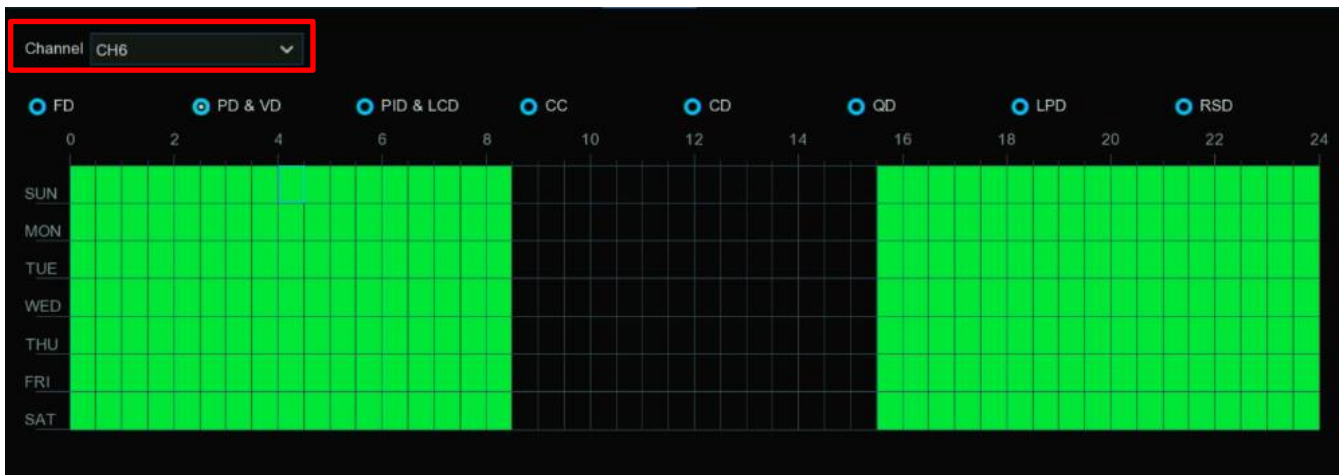 Channel CH6
FD PD & VD PID & LCD CC CD QD LPD RSD
0 2 4 6 8 10 12 14 16 18 20 22 24
SUN
MON
TUE
WED
THU
FRI
SAT